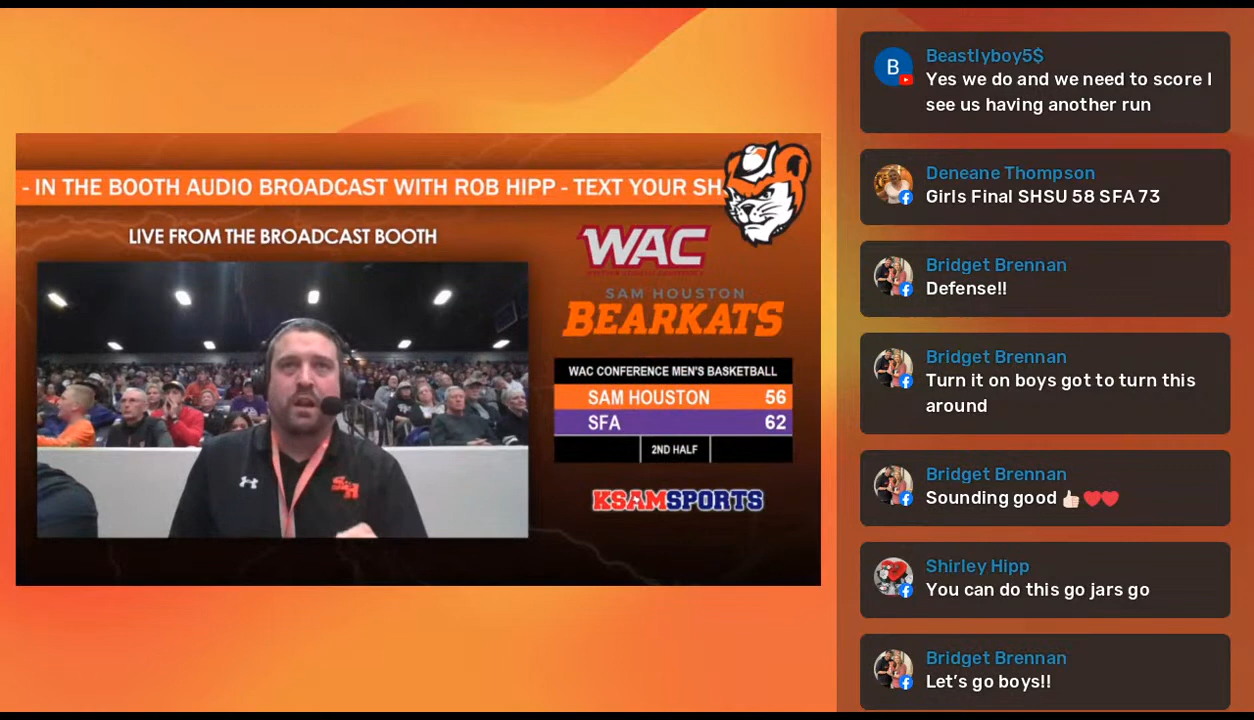 - IN THE BOOTH AUDIO BROADCAST WITH ROB HIPP - TEXT YOUR SH
LIVE FROM THE BROADCAST BOOTH
WAC
SAM HOUSTON
BEARKATS
WAC CONFERENCE MEN'S BASKETBALL
SAM HOUSTON 56
SFA 62
2ND HALF
KSAMSPORTS
SH
B
Beastlyboy5$
Yes we do and we need to score I
see us having another run
Deneane Thompson
Girls Final SHSU 58 SFA 73
Bridget Brennan
Defense!!
Bridget Brennan
Turn it on boys got to turn this
around
Bridget Brennan
Sounding good 👍🏻❤️❤️
Shirley Hipp
You can do this go jars go
Bridget Brennan
Let’s go boys!!